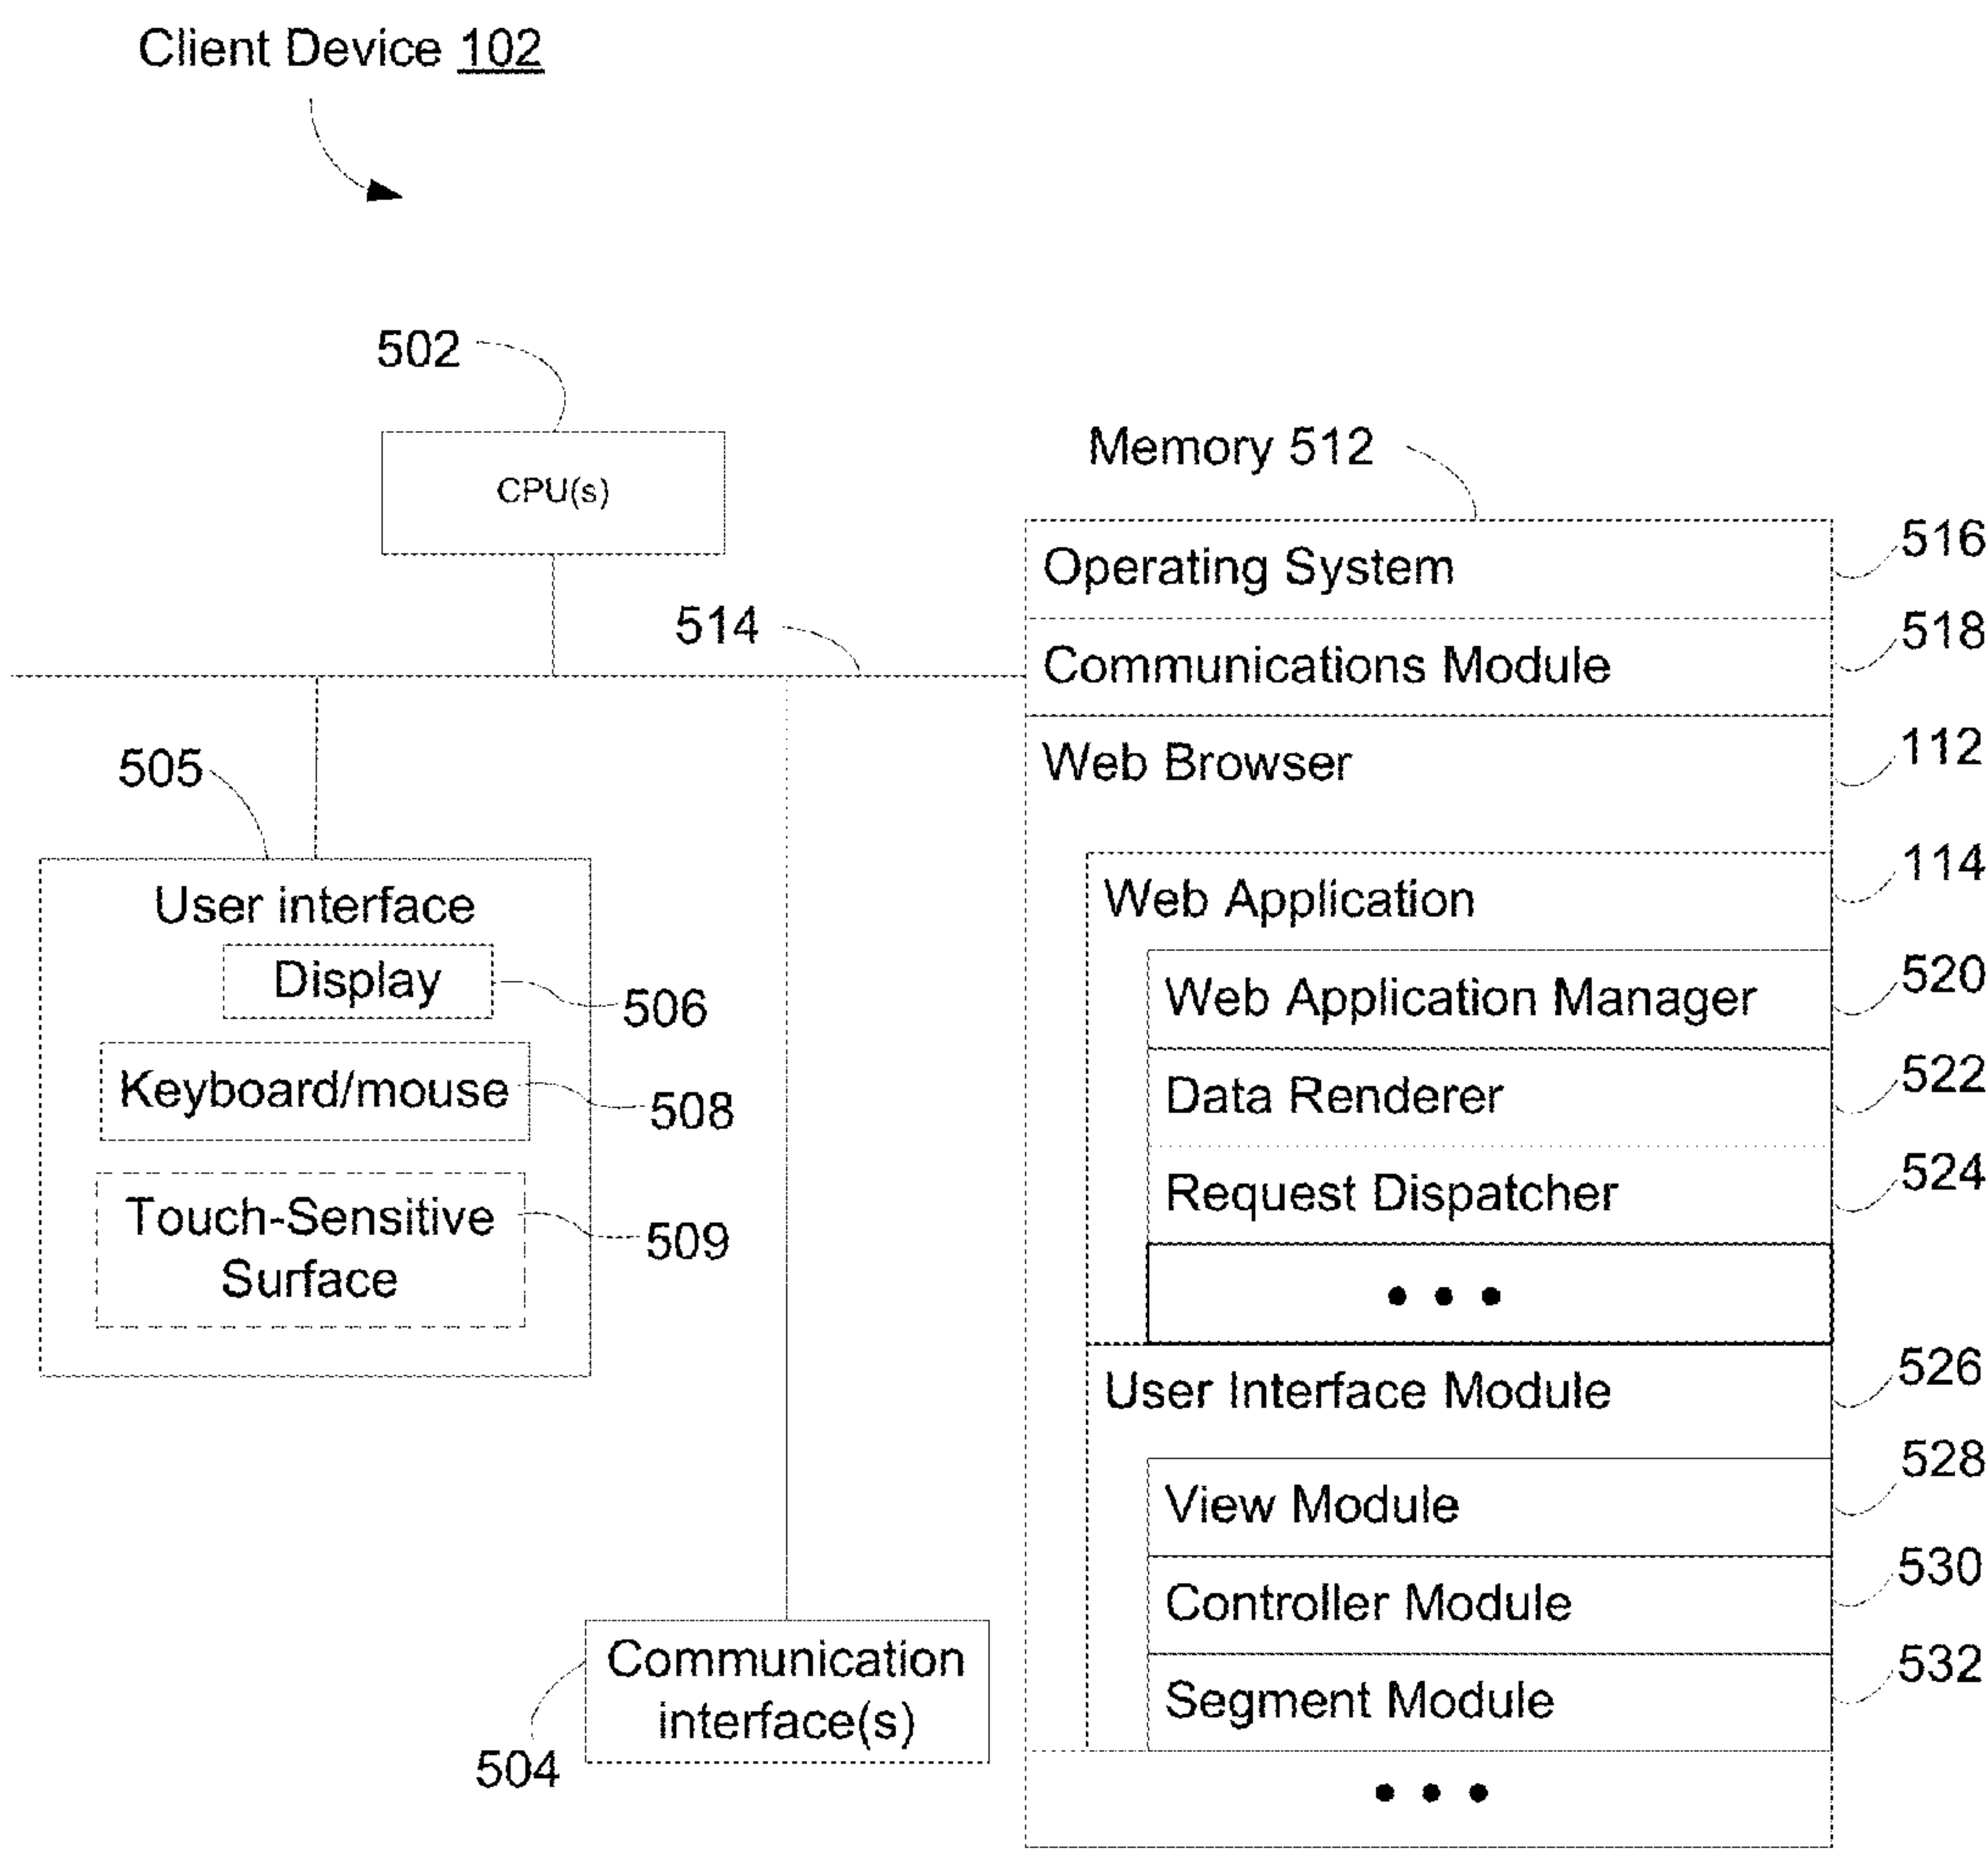 Client Device 102
502
CPU(s)
514
505
User interface
Display
506
Keyboard/mouse
508
Touch-Sensitive
Surface
509
Communication
interface(s)
504
Memory 512
Operating System
516
Communications Module
518
Web Browser
112
Web Application
114
Web Application Manager
520
Data Renderer
522
Request Dispatcher
524
• • •
User Interface Module
526
View Module
528
Controller Module
530
Segment Module
532
• • •